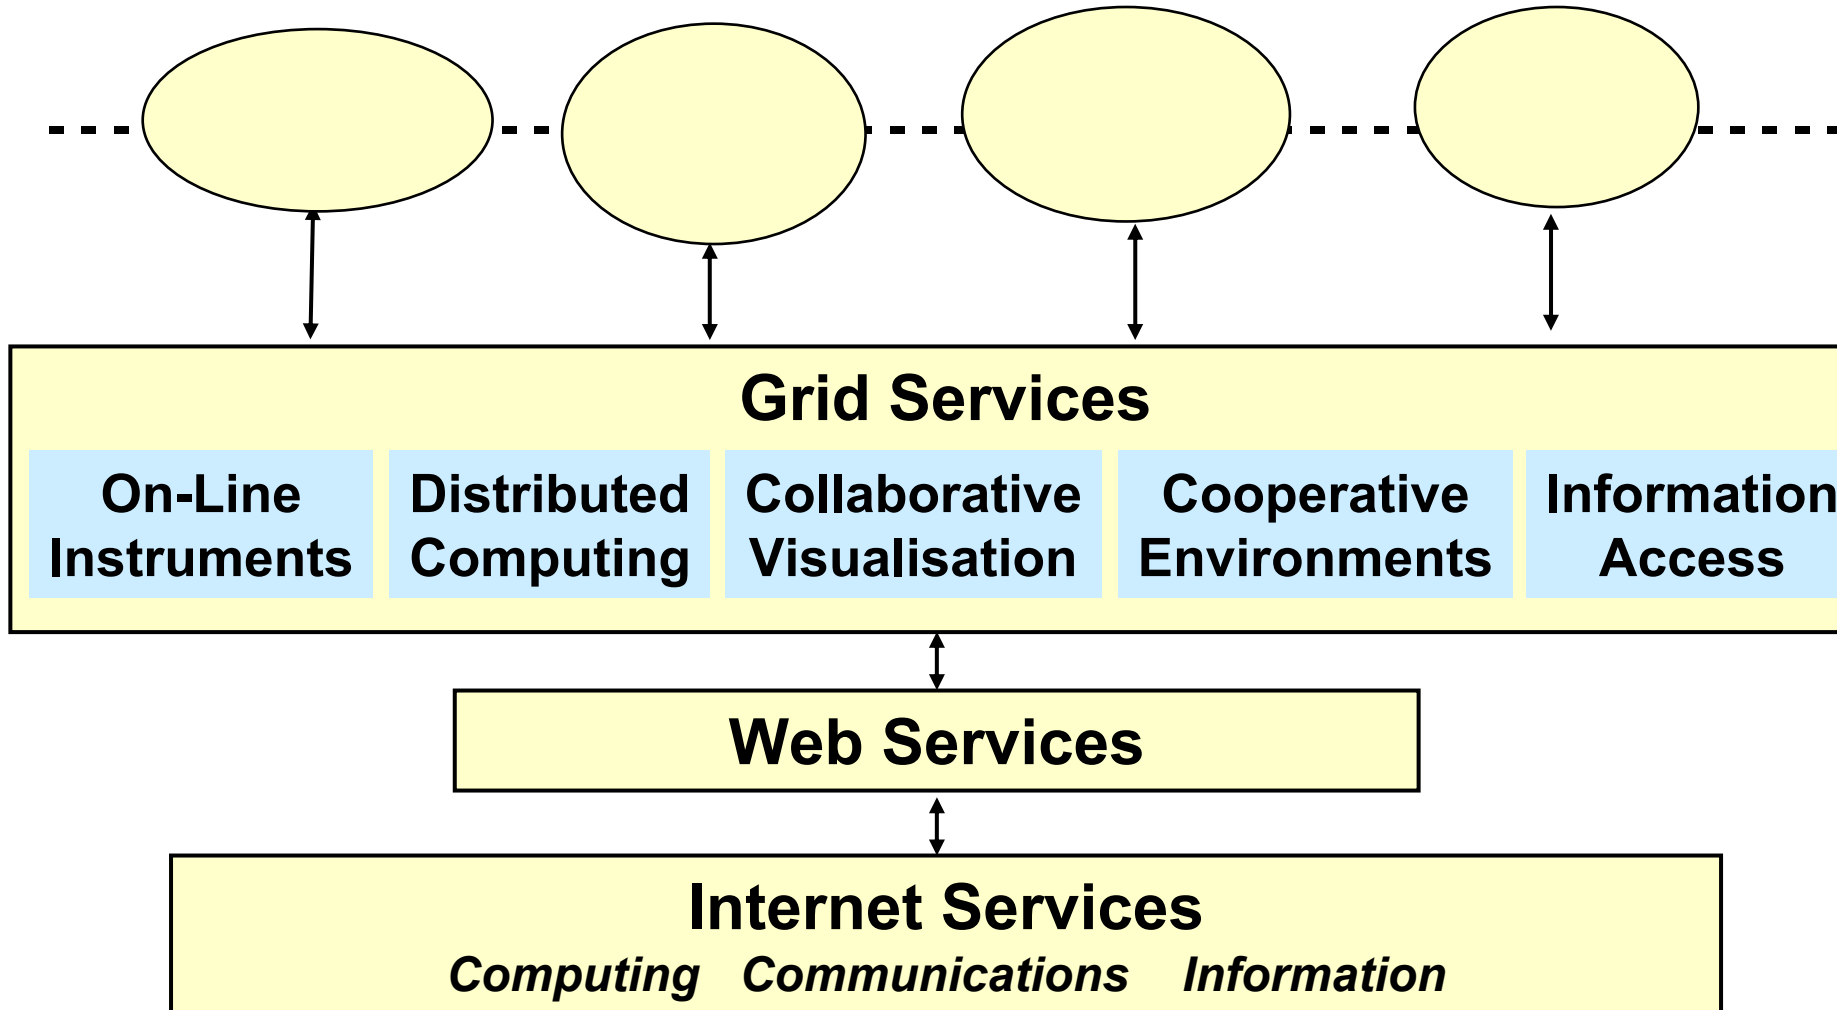 Grid Services
On-Line
Instruments
Distributed
Computing
Collaborative
Visualisation
Cooperative
Environments
Information
Access
Web Services
Internet Services
Computing Communications Information